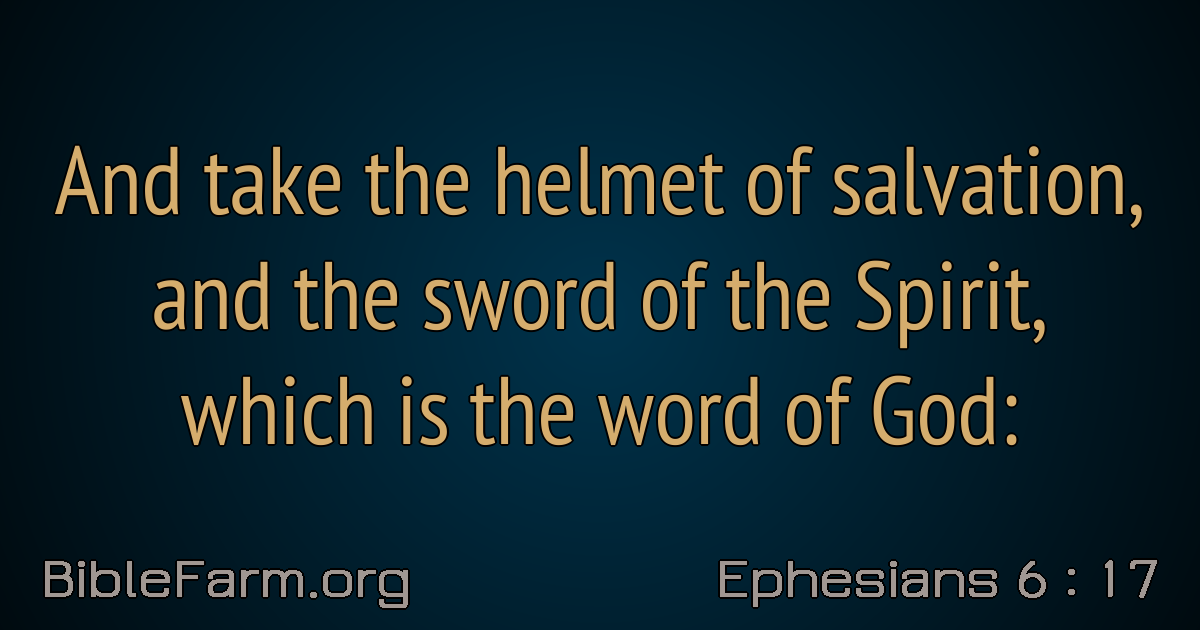 And take the helmet of salvation,
and the sword of the Spirit,
which is the word of God:
BibleFarm.org
Ephesians 6 : 17